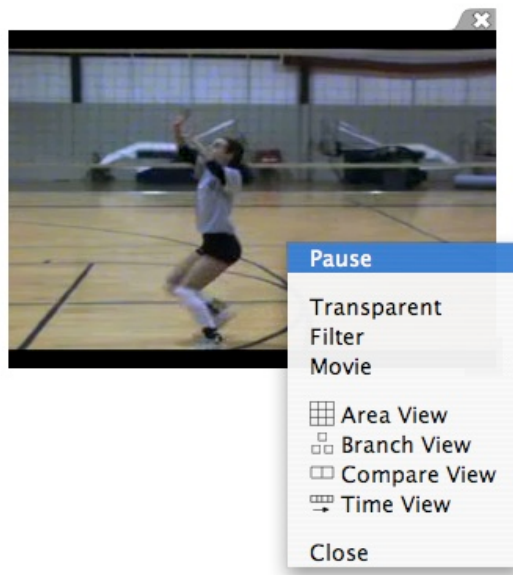 Pause
Transparent
Filter
Movie
Area View
Branch View
Compare View
Time View
Close